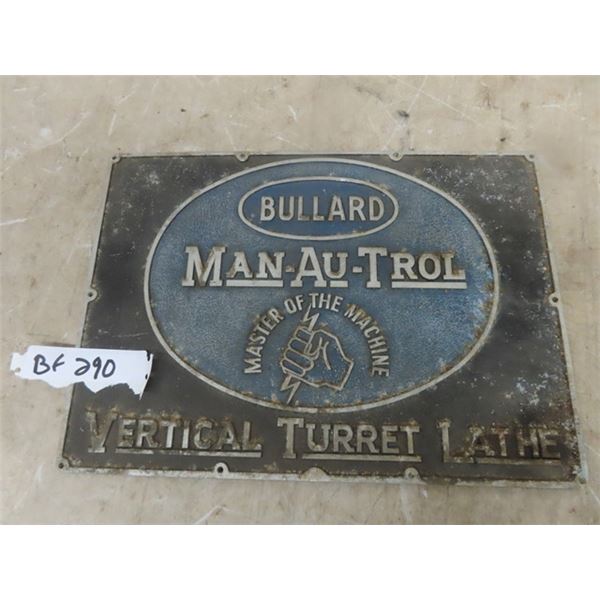 BULLARD
MAN-AU-TROL
MASTER OF THE MACHINE
BF 290
VERTICAL TURRET LATHE